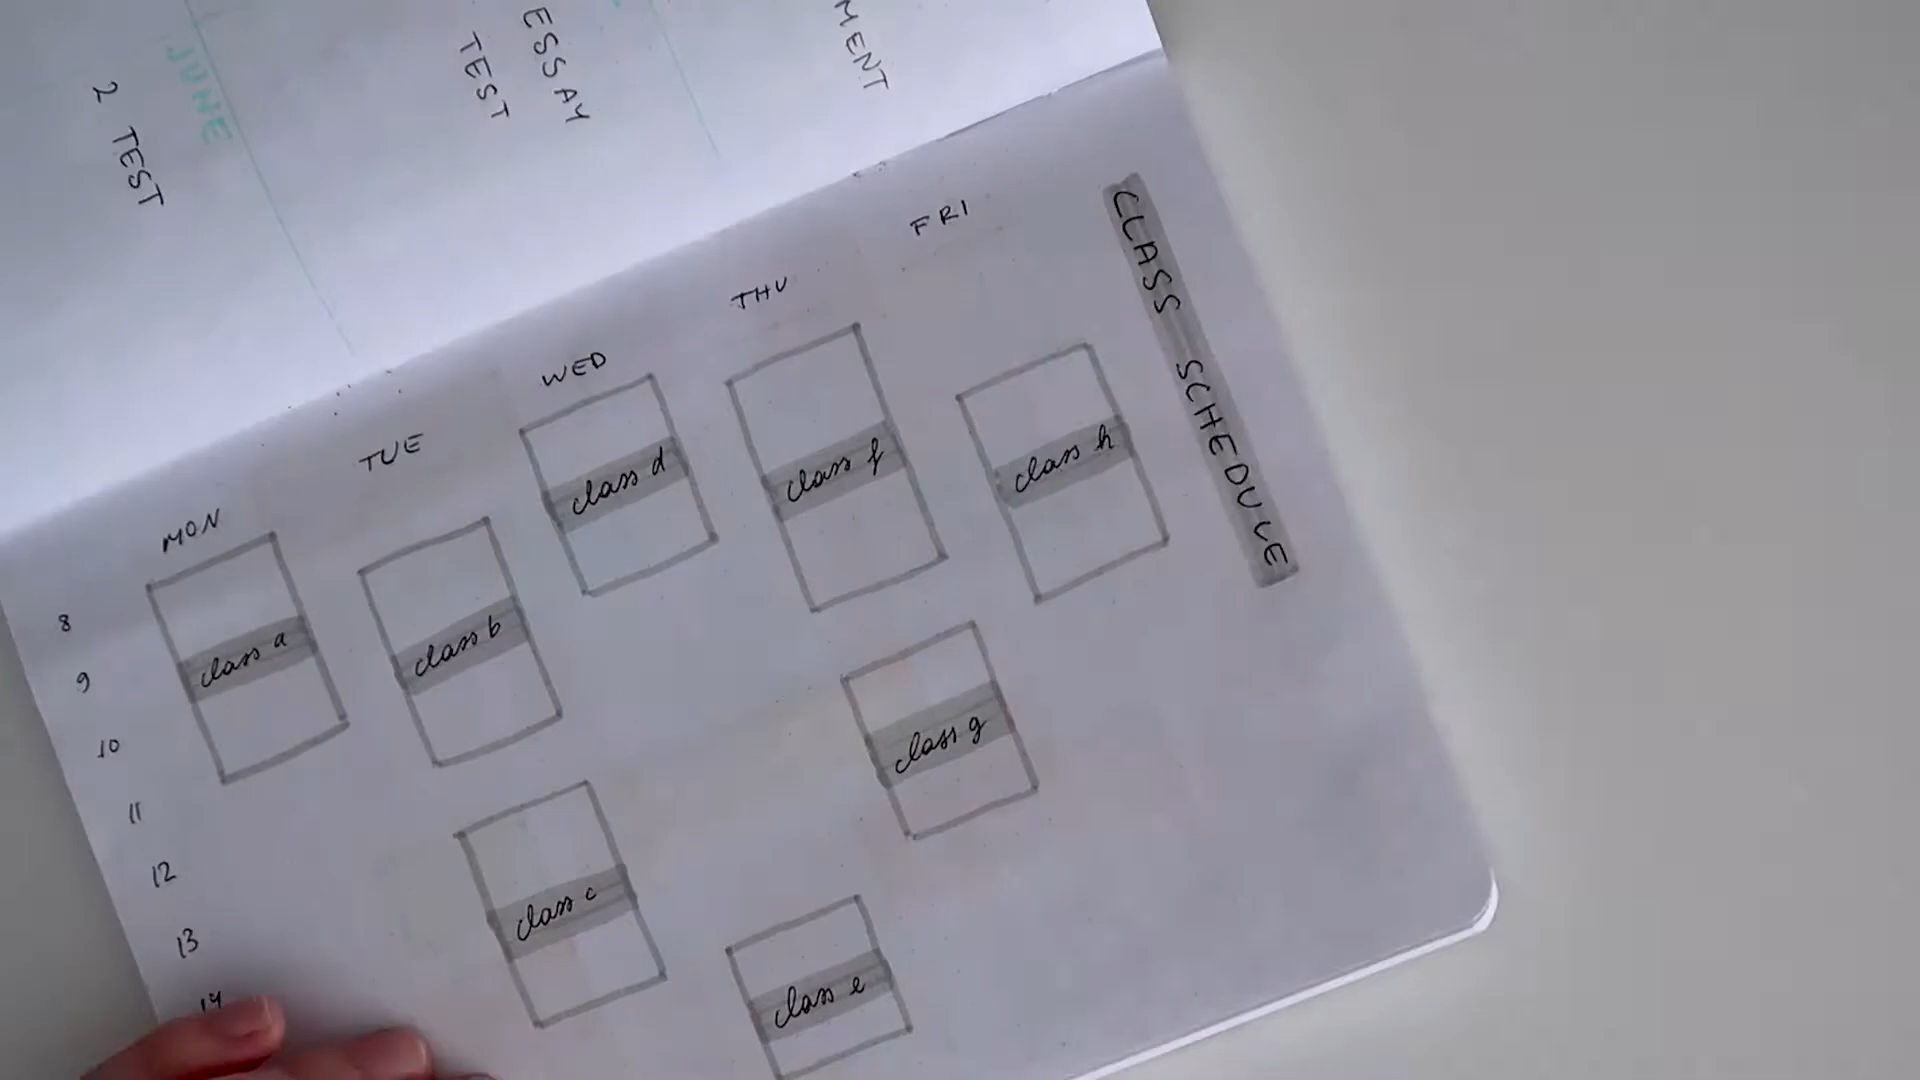 2 TEST
JUNE
TEST
ESSAY
MENT
CLASS SCHEDULE
MON
TUE
WED
THU
FRI
8
9
10
11
12
13
14
class a
class b
class c
class d
class e
class f
class g
class h